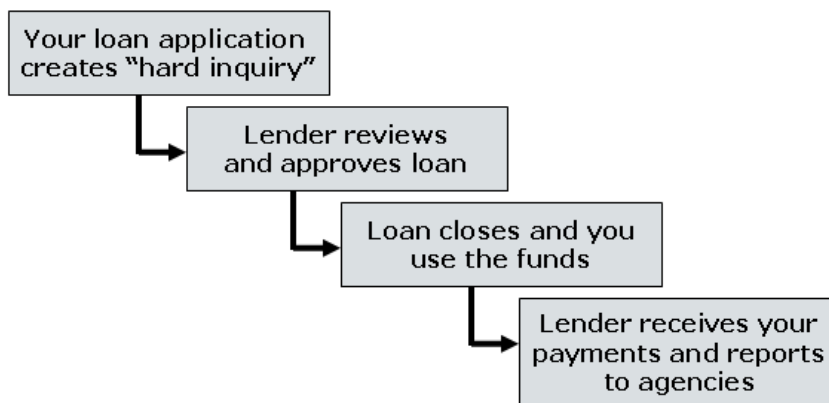 Your loan application
creates “hard inquiry”
Lender reviews
and approves loan
Loan closes and you
use the funds
Lender receives your
payments and reports
to agencies